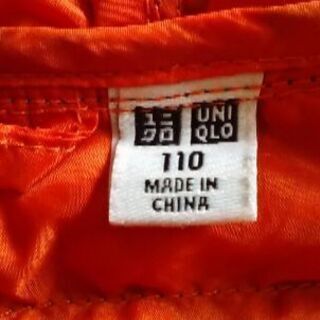 ユニ UNI
クロ QLO
110
MADE IN
CHINA